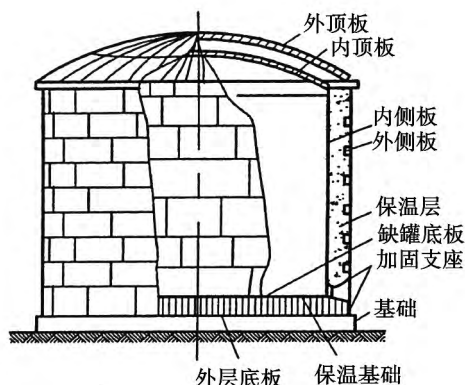 外顶板
内顶板
内侧板
外侧板
保温层
缺罐底板
加固支座
基础
外层底板
保温基础